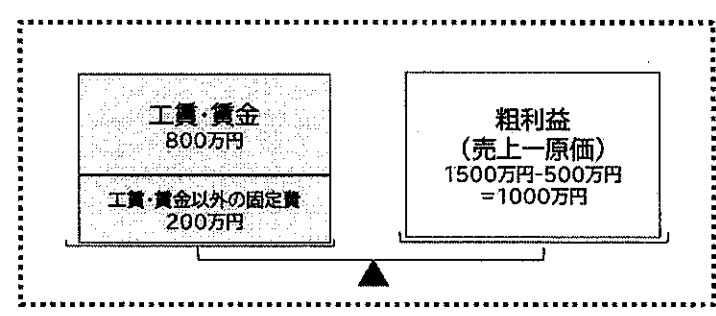 工賃・賃金
800万円
工賃・賃金以外の固定費
200万円
粗利益
（売上ー原価）
1500万円-500万円
=1000万円